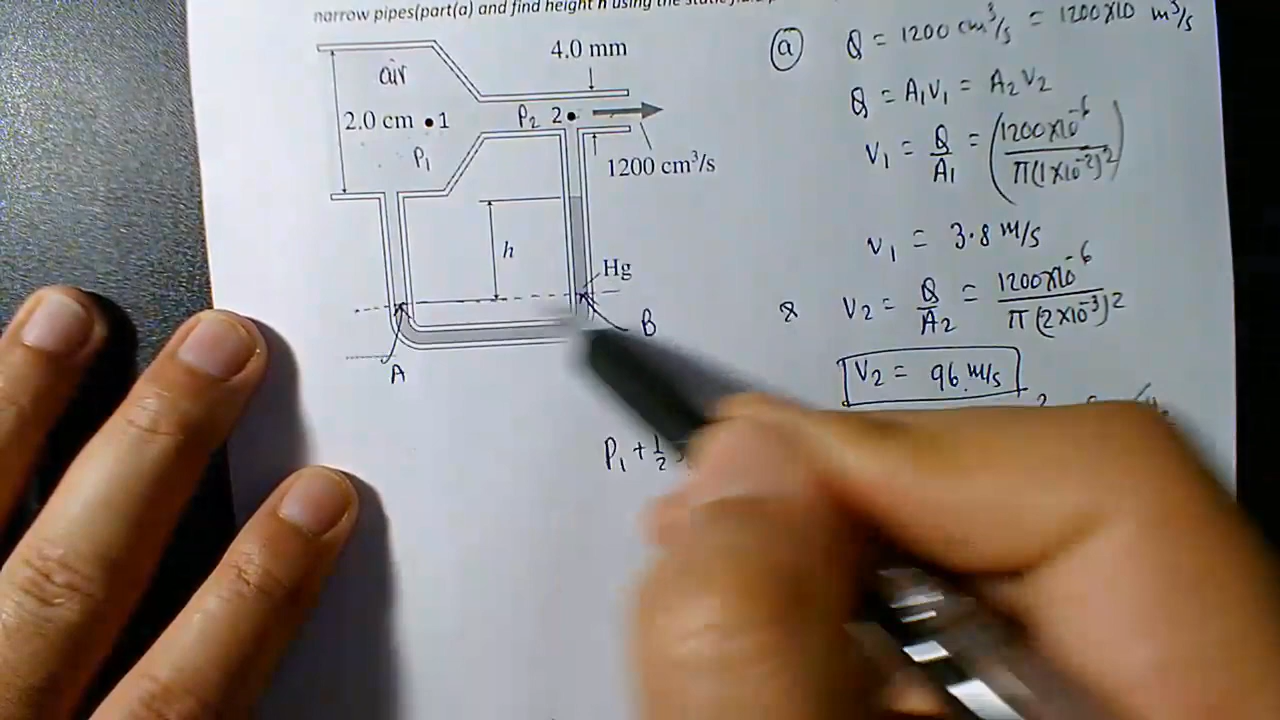 narrow pipes(part(a) and find height h using the
air
4.0 mm
2.0 cm •1
P₁
P₂ 2•
1200 cm³/s
h
Hg
A
B
(a) Q = 1200 cm³/s = 1200×10 m³/s
Q = A₁V₁ = A₂V₂
V₁ = Q/A₁ = (1200×10⁻⁶/π(1×10⁻²)²)
V₁ = 3.8 m/s
& V₂ = Q/A₂ = 1200×10⁻⁶/π(2×10⁻³)²
V₂ = 96 m/s
P₁ + ½